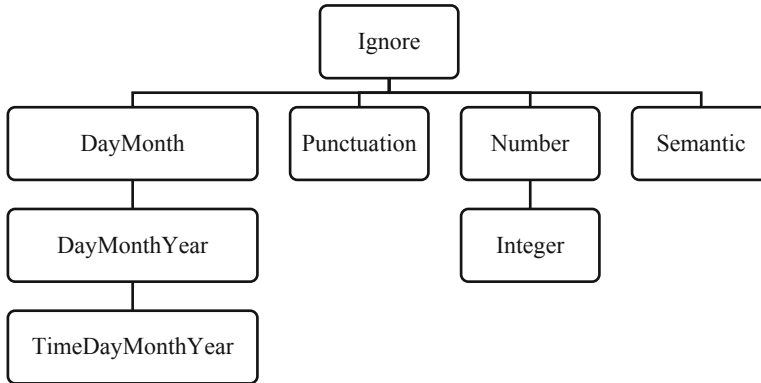 Ignore
DayMonth
Punctuation
Number
Semantic
DayMonthYear
Integer
TimeDayMonthYear